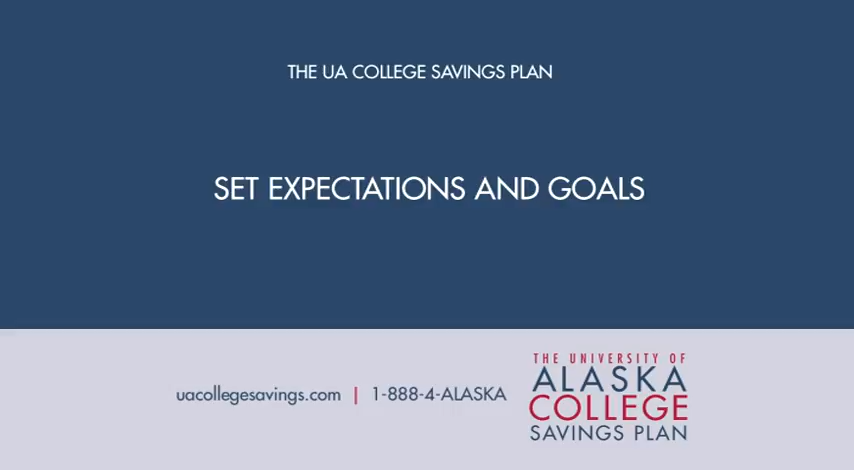 THE UA COLLEGE SAVINGS PLAN
SET EXPECTATIONS AND GOALS
uacollegesavings.com | 1-888-4-ALASKA
THE UNIVERSITY OF
ALASKA
COLLEGE
SAVINGS PLAN